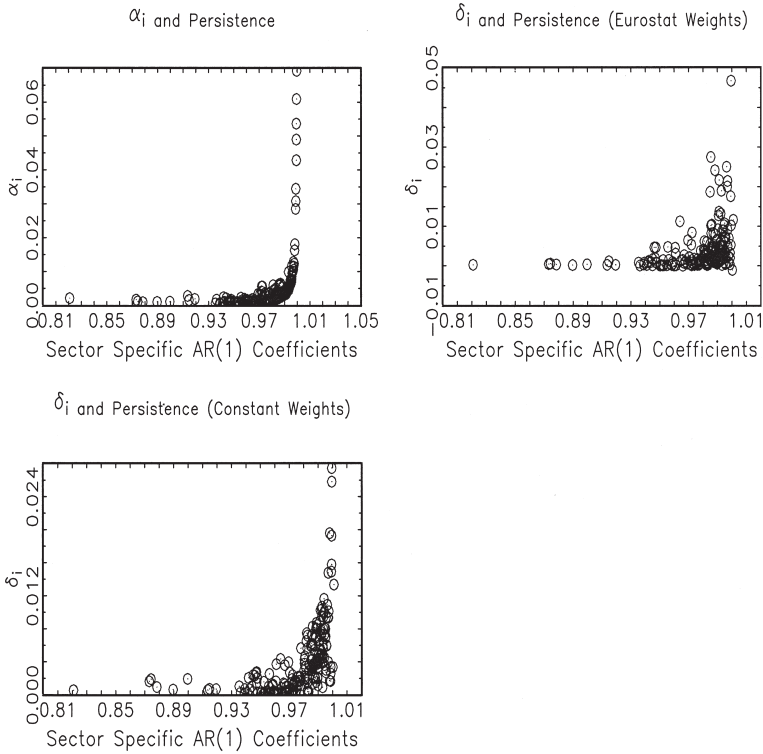 αi and Persistence
0.06
0.04
0.02
0.00
αi
0.81 0.85 0.89 0.93 0.97 1.01 1.05
Sector Specific AR(1) Coefficients
δi and Persistence (Eurostat Weights)
0.05
0.03
0.01
−0.01
δi
0.81 0.85 0.89 0.93 0.97 1.01
Sector Specific AR(1) Coefficients
δi and Persistence (Constant Weights)
0.024
0.012
0.000
δi
0.81 0.85 0.89 0.93 0.97 1.01
Sector Specific AR(1) Coefficients